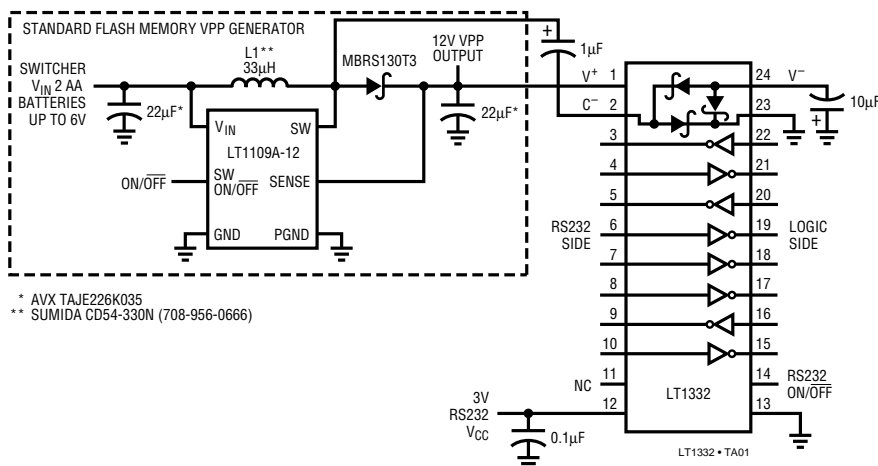 STANDARD FLASH MEMORY VPP GENERATOR
SWITCHER
VIN 2 AA
BATTERIES
UP TO 6V
L1**
33µH
MBRS130T3
12V VPP
OUTPUT
22µF*
22µF*
VIN
SW
LT1109A-12
ON/OFF
SW
ON/OFF
SENSE
GND
PGND
* AVX TAJE226K035
** SUMIDA CD54-330N (708-956-0666)
+
1µF
V+ 1
C– 2
3
4
5
RS232
SIDE
6
7
8
9
10
NC
11
3V
RS232
VCC
12
0.1µF
+
+
24 V–
10µF
+
23
22
21
20
19
LOGIC
SIDE
18
17
16
15
14
RS232
ON/OFF
13
LT1332
LT1332 • TA01